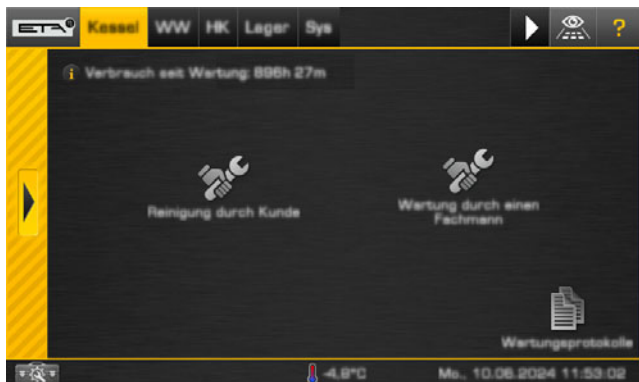 ETA
Kessel WW HK Lager Sys ?
Verbrauch seit Wartung: 896h 27m
Reinigung durch Kunde
Wartung durch einen
Fachmann
Wartungsprotokolle
-4,8°C Mo., 10.06.2024 11:53:02